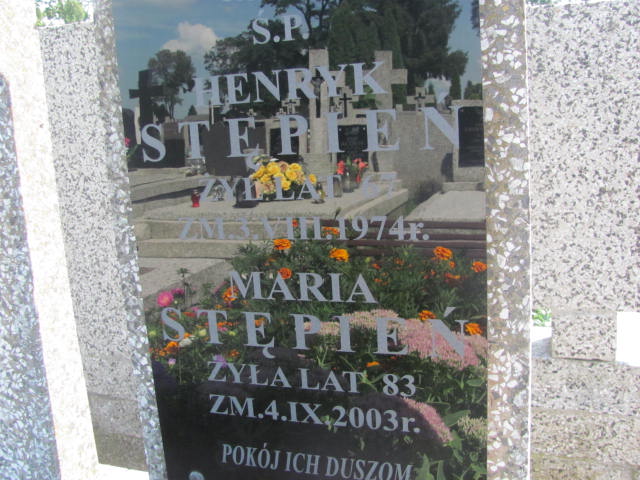 S.P.
HENRYK
STĘPIEŃ
ŻYŁ LAT 67
ZM.3.VIII.1974r.
MARIA
STĘPIEŃ
ŻYŁA LAT 83
ZM.4.IX.2003r.
POKÓJ ICH DUSZOM